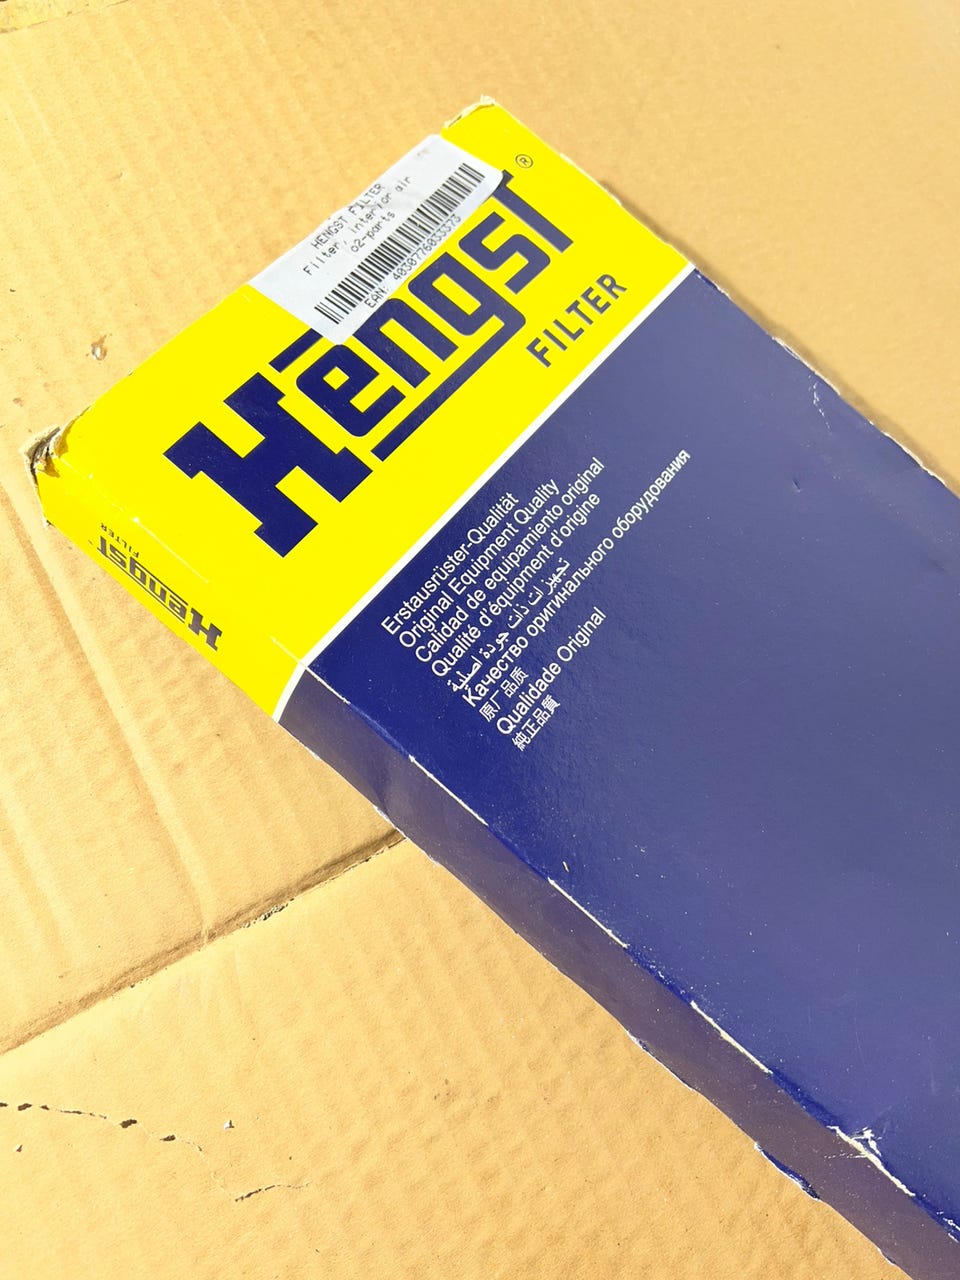 HENGST FILTER
Filter, interior air
o2-parts
EAN: 4030776033373
Hengst®
FILTER
Erstausrüster-Qualität
Original Equipment Quality
Calidad de equipamiento original
Qualité d'équipment d'origine
تجهيزات ذات جودة اصلية
Качество оригинального оборудования
原厂品质
Qualidade Original
純正品質
Hengst
FILTER